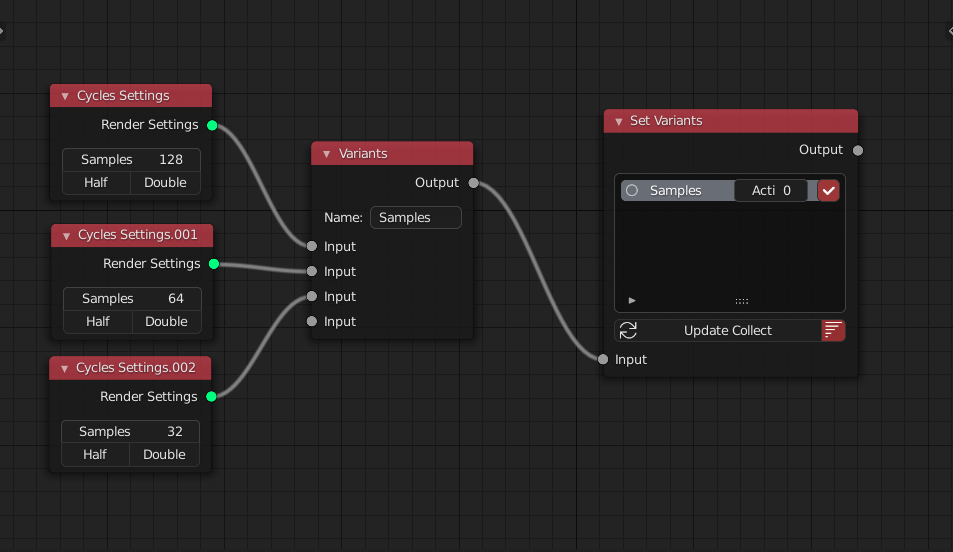 Cycles Settings
Render Settings
Samples 128
Half Double
Cycles Settings.001
Render Settings
Samples 64
Half Double
Cycles Settings.002
Render Settings
Samples 32
Half Double
Variants
Output
Name: Samples
Input
Input
Input
Input
Set Variants
Output
Samples Acti 0
Update Collect
Input